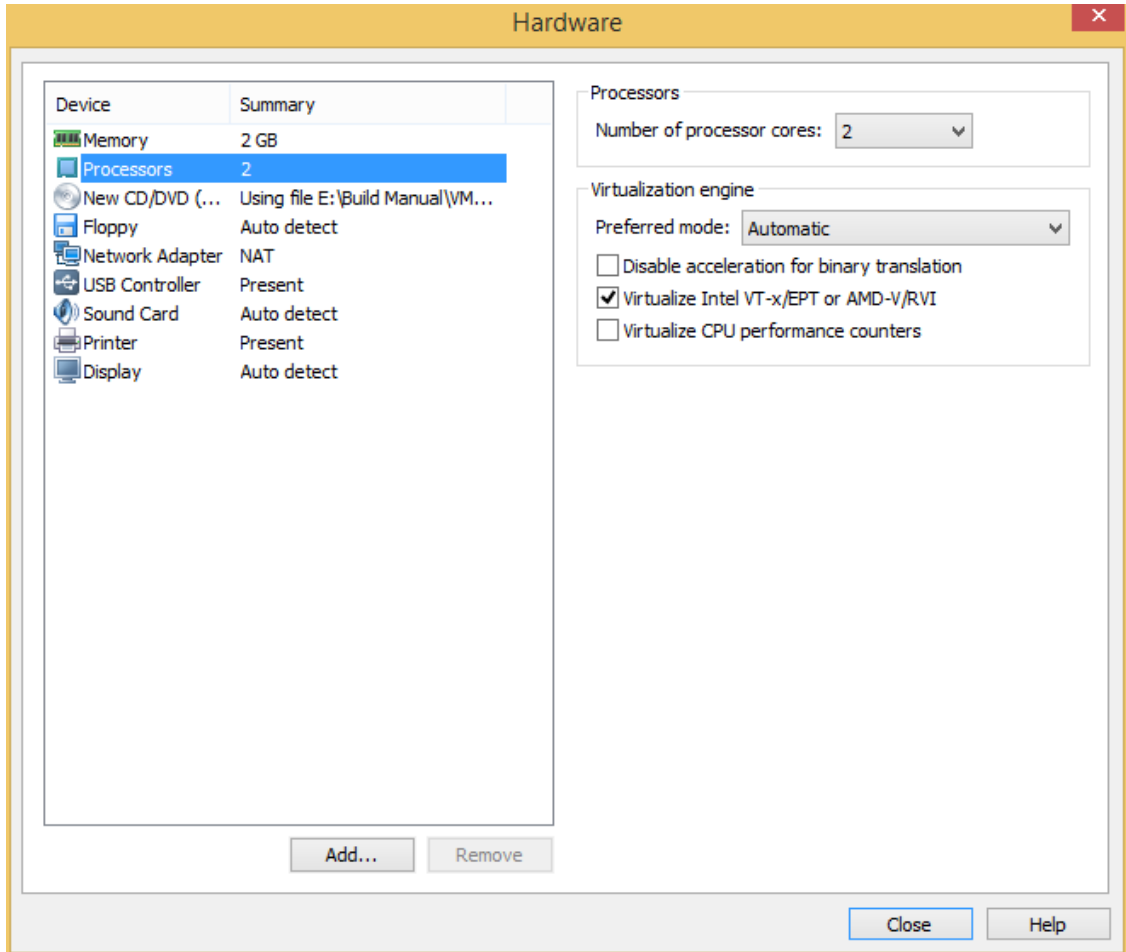 Hardware
Device Summary
Memory 2 GB
Processors 2
New CD/DVD (... Using file E:\Build Manual\VM...
Floppy Auto detect
Network Adapter NAT
USB Controller Present
Sound Card Auto detect
Printer Present
Display Auto detect
Add... Remove
Processors
Number of processor cores: 2
Virtualization engine
Preferred mode: Automatic
Disable acceleration for binary translation
Virtualize Intel VT-x/EPT or AMD-V/RVI
Virtualize CPU performance counters
Close Help